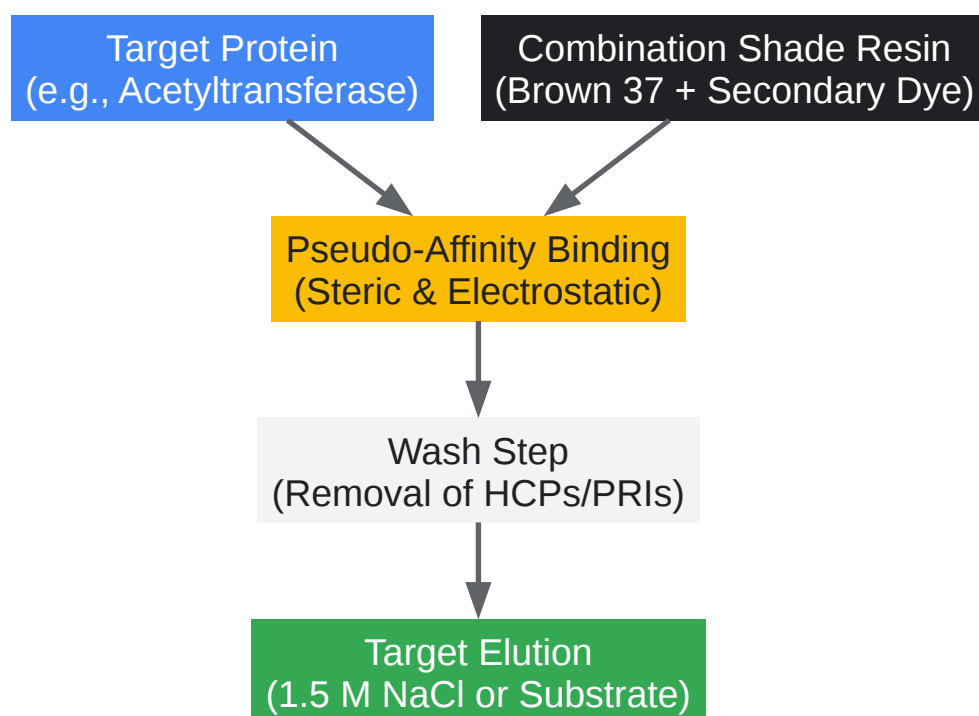 Target Protein
(e.g., Acetyltransferase)
Combination Shade Resin
(Brown 37 + Secondary Dye)
Pseudo-Affinity Binding
(Steric & Electrostatic)
Wash Step
(Removal of HCPs/PRIs)
Target Elution
(1.5 M NaCl or Substrate)